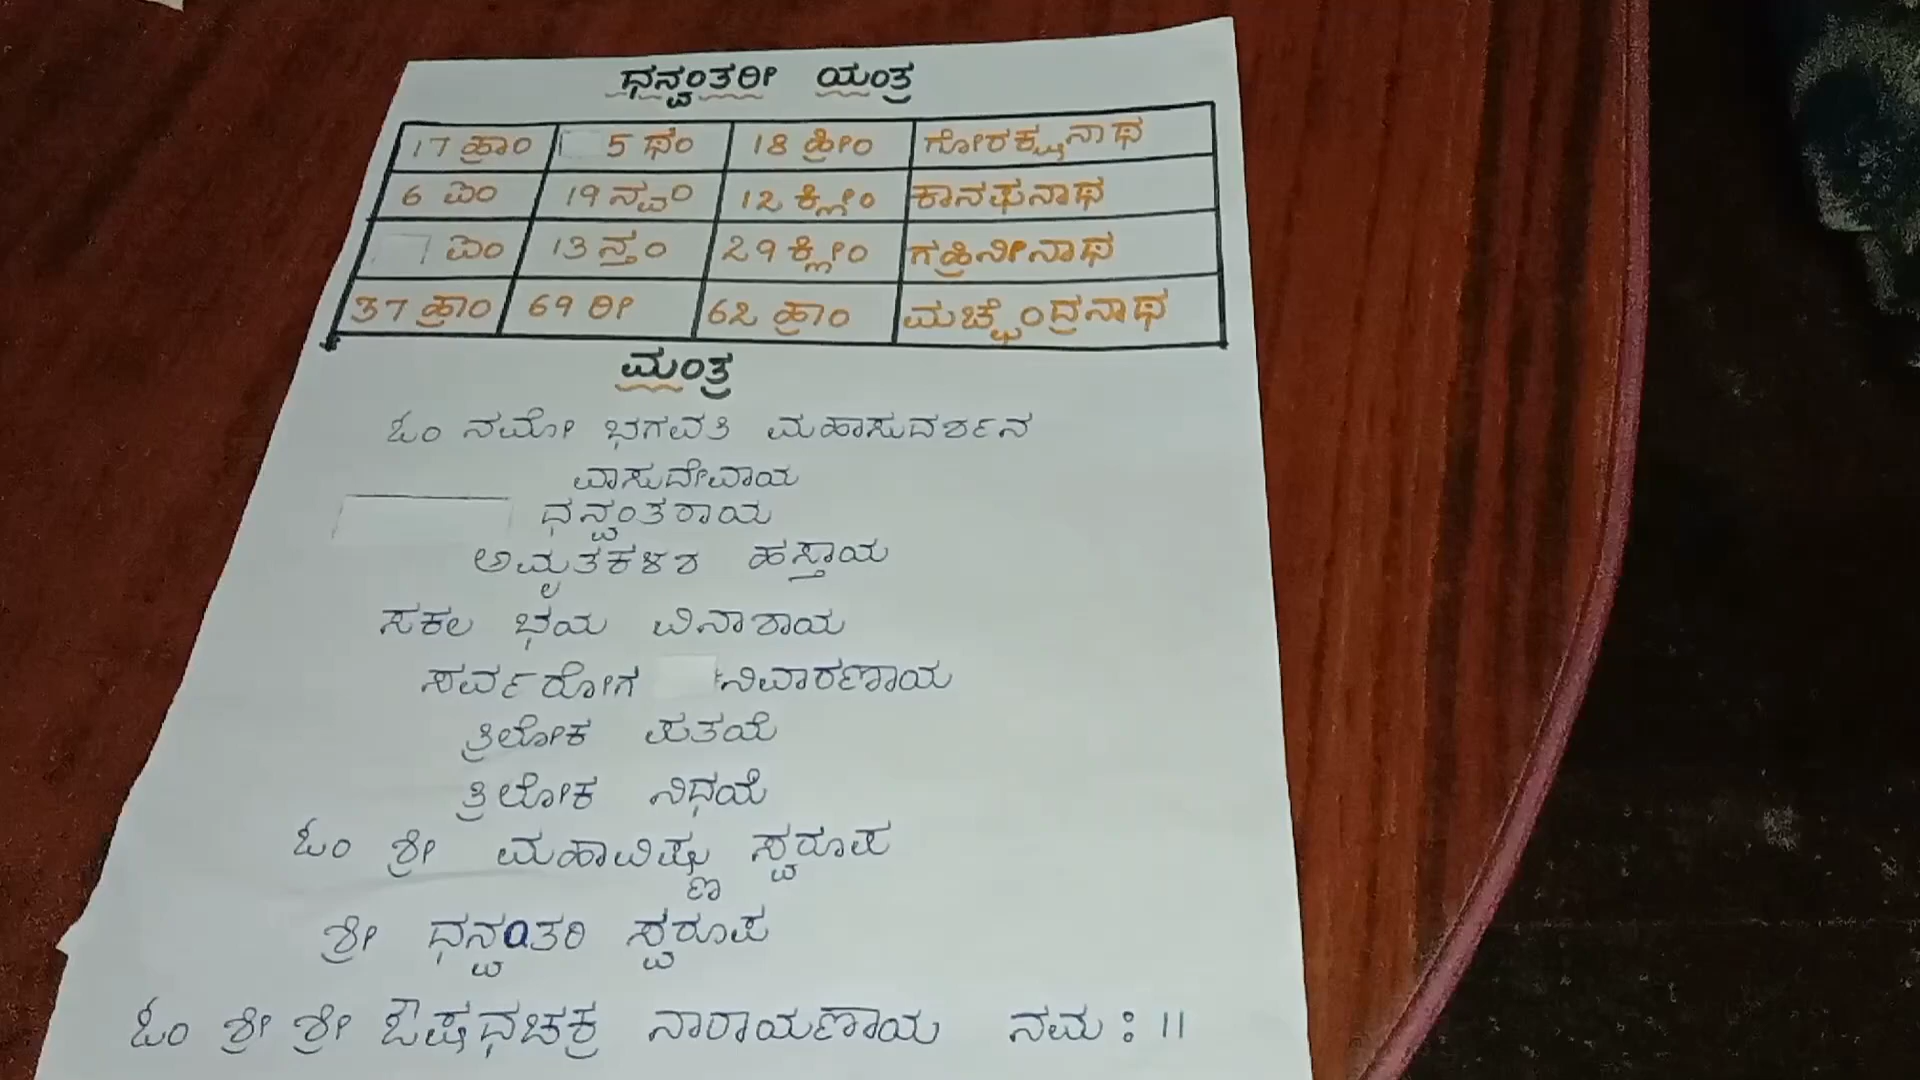 ಧನ್ವಂತರೀ ಯಂತ್ರ
17 ಹ್ರಾಂ 5 ಧಂ 18 ಹ್ರೀಂ ಗೋರಕ್ಷನಾಥ
6 ಐಂ 19 ನ್ವಂ 12 ಕ್ಲೀಂ ಕಾನಫನಾಥ
7 ಐಂ 13 ನ್ತಂ 29 ಕ್ಲೀಂ ಗಹಿನೀನಾಥ
37 ಹ್ರಾಂ 69 ರೀ 62 ಹ್ರಾಂ ಮಚ್ಛೆಂದ್ರನಾಥ
ಮಂತ್ರ
ಓಂ ನಮೋ ಭಗವತಿ ಮಹಾಸುದರ್ಶನ
ವಾಸುದೇವಾಯ
ಧನ್ವಂತರಾಯ
ಅಮೃತಕಳಶ ಹಸ್ತಾಯ
ಸಕಲ ಭಯ ವಿನಾಶಾಯ
ಸರ್ವರೋಗ ನಿವಾರಣಾಯ
ತ್ರಿಲೋಕ ಪತಯೆ
ತ್ರಿಲೋಕ ನಿಧಯೆ
ಓಂ ಶ್ರೀ ಮಹಾವಿಷ್ಣು ಸ್ವರೂಪ
ಶ್ರೀ ಧನ್ವಂತರಿ ಸ್ವರೂಪ
ಓಂ ಶ್ರೀ ಶ್ರೀ ಔಷಧಚಕ್ರ ನಾರಾಯಣಾಯ ನಮಃ ||